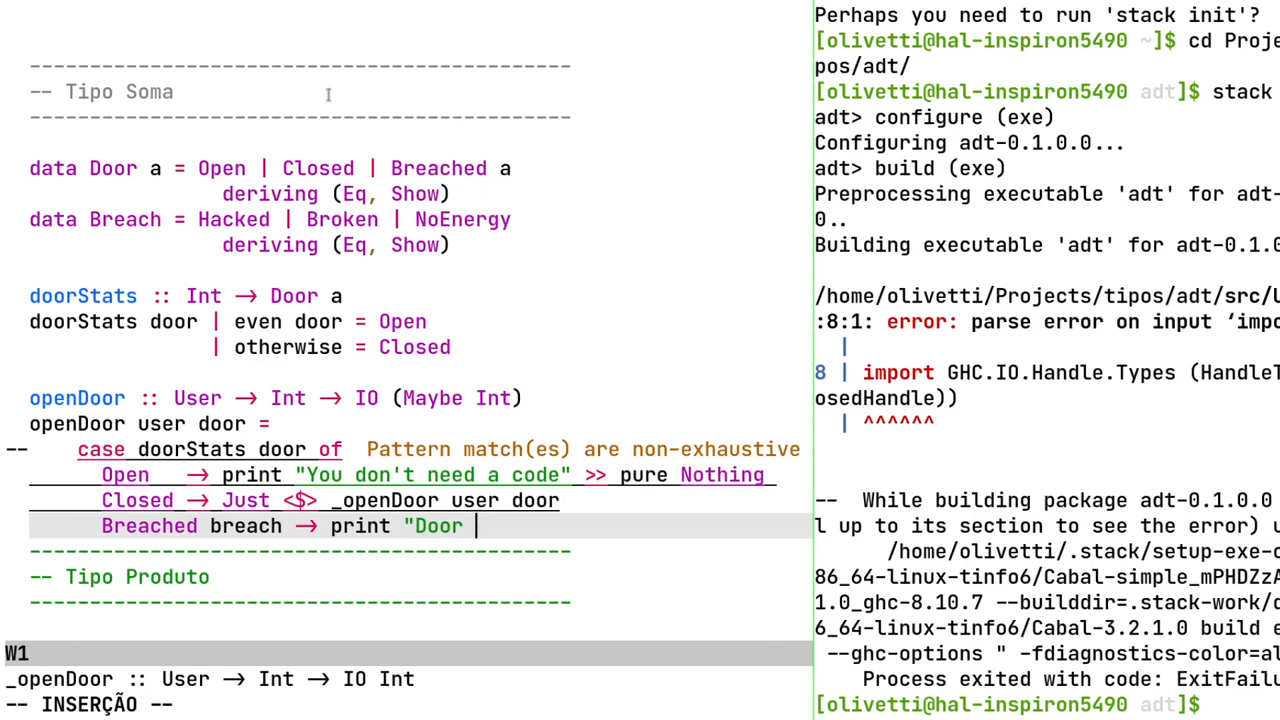 ---------------------------------------------
-- Tipo Soma
---------------------------------------------
data Door a = Open | Closed | Breached a
deriving (Eq, Show)
data Breach = Hacked | Broken | NoEnergy
deriving (Eq, Show)
doorStats :: Int -> Door a
doorStats door | even door = Open
| otherwise = Closed
openDoor :: User -> Int -> IO (Maybe Int)
openDoor user door =
-- case doorStats door of Pattern match(es) are non-exhaustive
Open -> print "You don't need a code" >> pure Nothing
Closed -> Just <$> _openDoor user door
Breached breach -> print "Door
---------------------------------------------
-- Tipo Produto
---------------------------------------------
W1
_openDoor :: User -> Int -> IO Int
-- INSERÇÃO --
Perhaps you need to run 'stack init'?
[olivetti@hal-inspiron5490 ~]$ cd Proje
pos/adt/
[olivetti@hal-inspiron5490 adt]$ stack
adt> configure (exe)
Configuring adt-0.1.0.0...
adt> build (exe)
Preprocessing executable 'adt' for adt-
0..
Building executable 'adt' for adt-0.1.0
/home/olivetti/Projects/tipos/adt/src/U
:8:1: error: parse error on input ‘impo
|
8 | import GHC.IO.Handle.Types (HandleT
osedHandle))
| ^^^^^^
-- While building package adt-0.1.0.0
l up to its section to see the error) u
/home/olivetti/.stack/setup-exe-c
86_64-linux-tinfo6/Cabal-simple_mPHDZzA
1.0_ghc-8.10.7 --builddir=.stack-work/d
6_64-linux-tinfo6/Cabal-3.2.1.0 build e
--ghc-options " -fdiagnostics-color=al
Process exited with code: ExitFailu
[olivetti@hal-inspiron5490 adt]$